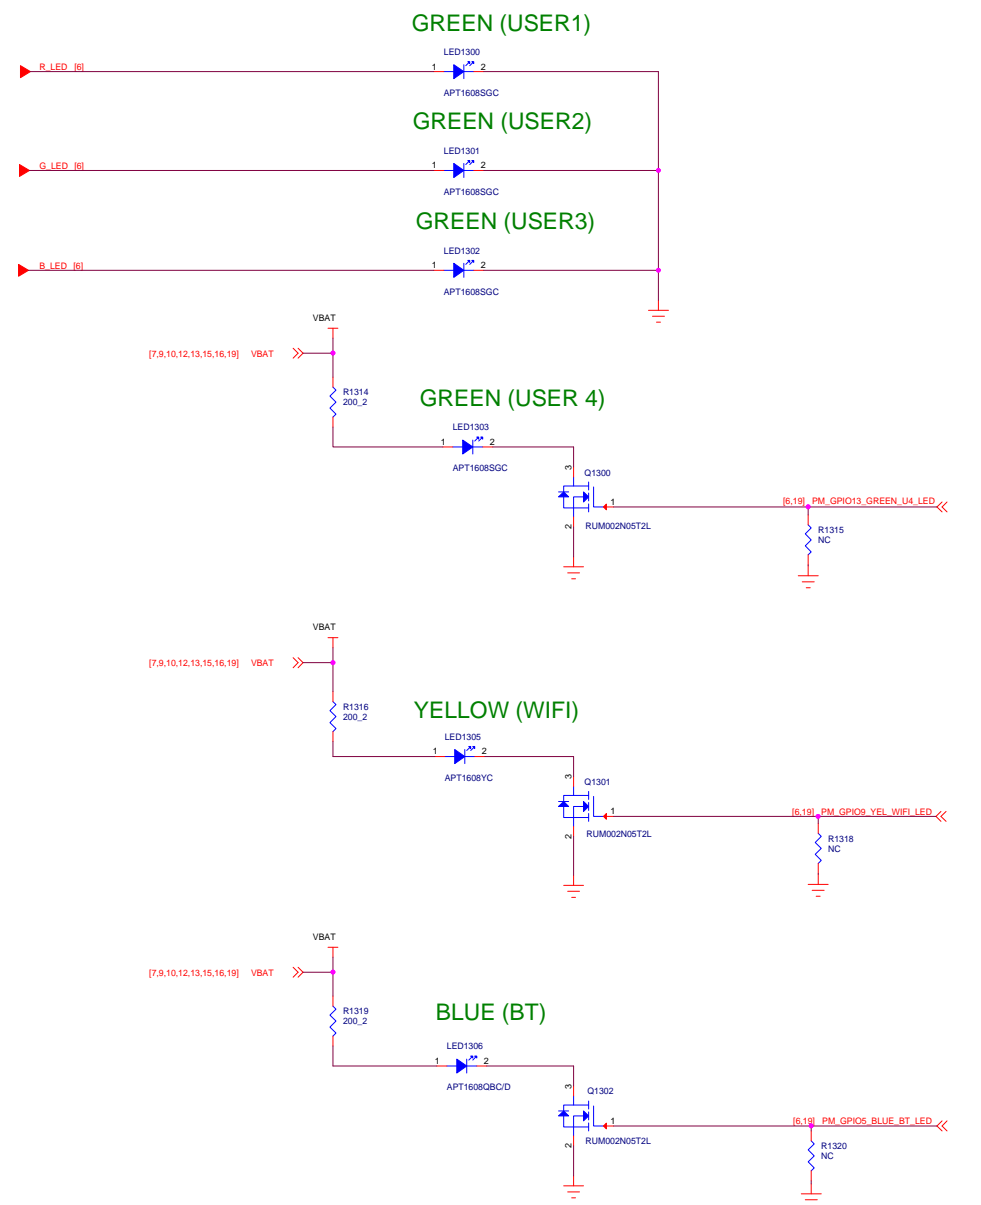 GREEN (USER1)
LED1300
R_LED [6]
1 2
APT1608SGC
GREEN (USER2)
LED1301
G_LED [6]
1 2
APT1608SGC
GREEN (USER3)
LED1302
B_LED [6]
1 2
APT1608SGC
VBAT
[7,9,10,12,13,15,16,19] VBAT
R1314
200_2
GREEN (USER 4)
LED1303
1 2
APT1608SGC
3
Q1300
1
[6,19] PM_GPIO13_GREEN_U4_LED
2
RUM002N05T2L
R1315
NC
VBAT
[7,9,10,12,13,15,16,19] VBAT
R1316
200_2
YELLOW (WIFI)
LED1305
1 2
APT1608YC
3
Q1301
1
[6,19] PM_GPIO9_YEL_WIFI_LED
2
RUM002N05T2L
R1318
NC
VBAT
[7,9,10,12,13,15,16,19] VBAT
R1319
200_2
BLUE (BT)
LED1306
1 2
APT1608QBC/D
3
Q1302
1
[6,19] PM_GPIO5_BLUE_BT_LED
2
RUM002N05T2L
R1320
NC